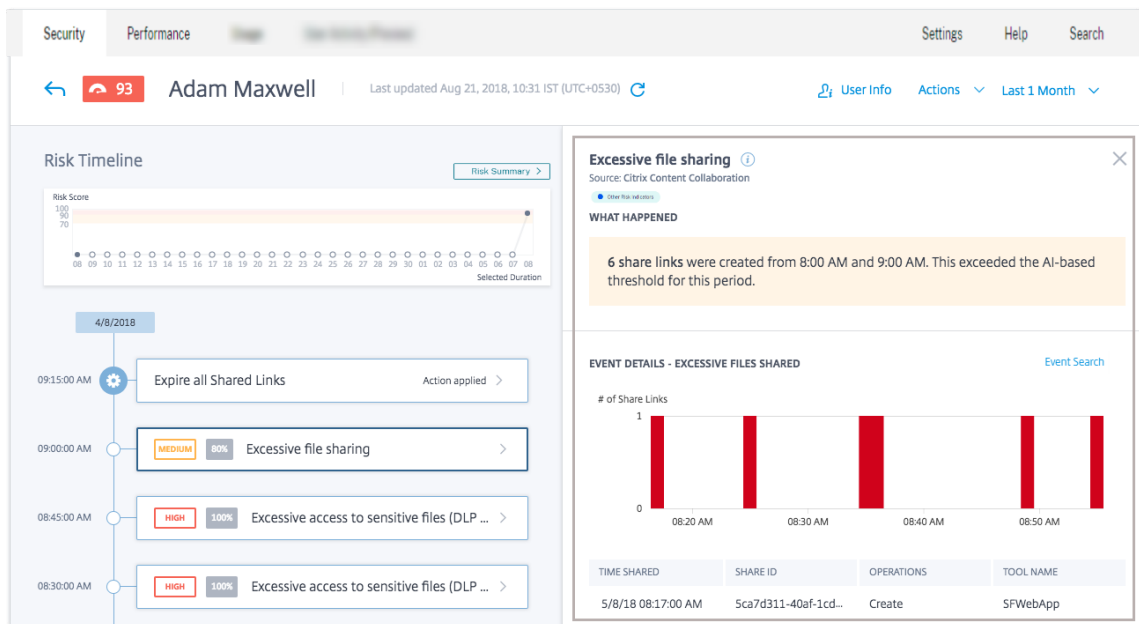 Security Performance Settings Help Search
93 Adam Maxwell Last updated Aug 21, 2018, 10:31 IST (UTC+0530) User Info Actions Last 1 Month
Risk Timeline
Risk Summary >
Risk Score
100
90
70
08 09 10 11 12 13 14 15 16 17 18 19 20 21 22 23 24 25 26 27 28 29 30 01 02 03 04 05 06 07 08
Selected Duration
4/8/2018
09:15:00 AM Expire all Shared Links Action applied >
09:00:00 AM MEDIUM 80% Excessive file sharing >
08:45:00 AM HIGH 100% Excessive access to sensitive files (DLP ... >
08:30:00 AM HIGH 100% Excessive access to sensitive files (DLP ... >
Excessive file sharing
Source: Citrix Content Collaboration
Other Risk Indicators
WHAT HAPPENED
6 share links were created from 8:00 AM and 9:00 AM. This exceeded the AI-based
threshold for this period.
EVENT DETAILS - EXCESSIVE FILES SHARED Event Search
# of Share Links
1
0
08:20 AM 08:30 AM 08:40 AM 08:50 AM
TIME SHARED SHARE ID OPERATIONS TOOL NAME
5/8/18 08:17:00 AM 5ca7d311-40af-1cd... Create SFWebApp